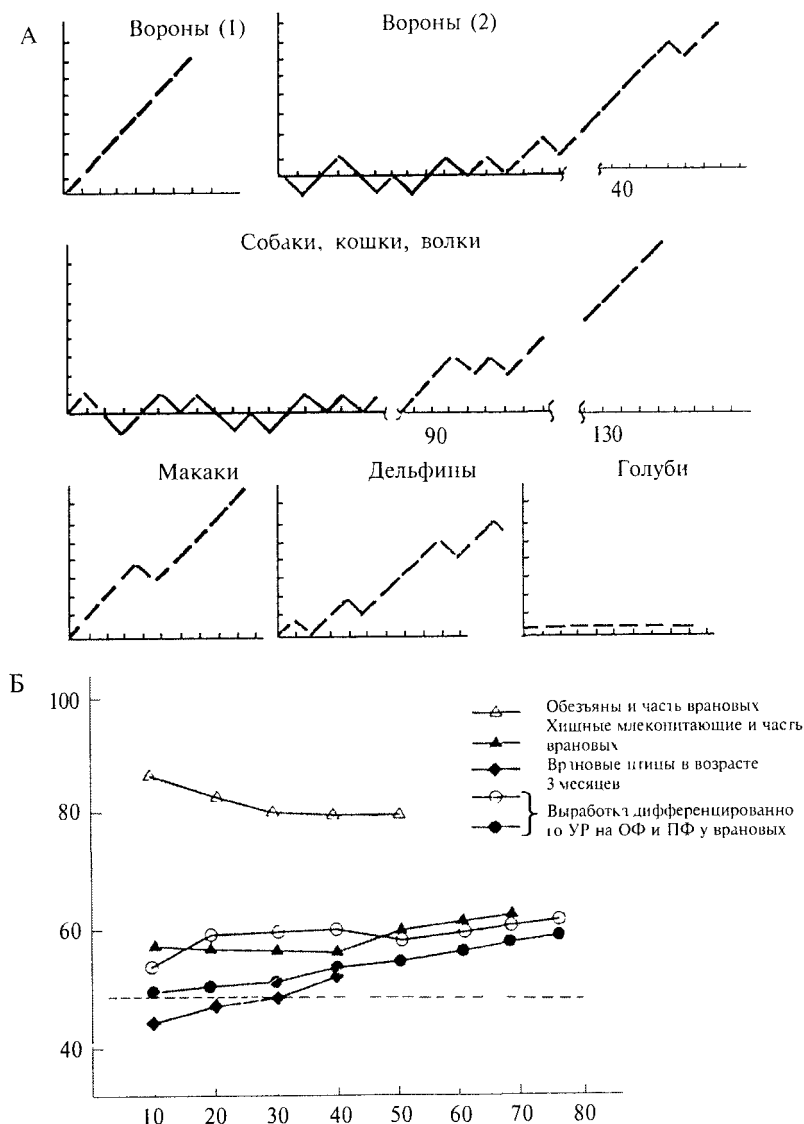 А
Вороны (1)
Вороны (2)
40
Собаки, кошки, волки
90
130
Макаки
Дельфины
Голуби
Б
100
80
60
40
10 20 30 40 50 60 70 80
Обезъяны и часть врановых
Хищные млекопитающие и часть
врановых
Врановые птицы в возрасте
3 месяцев
Выработка дифференцированно
го УР на ОФ и ПФ у врановых